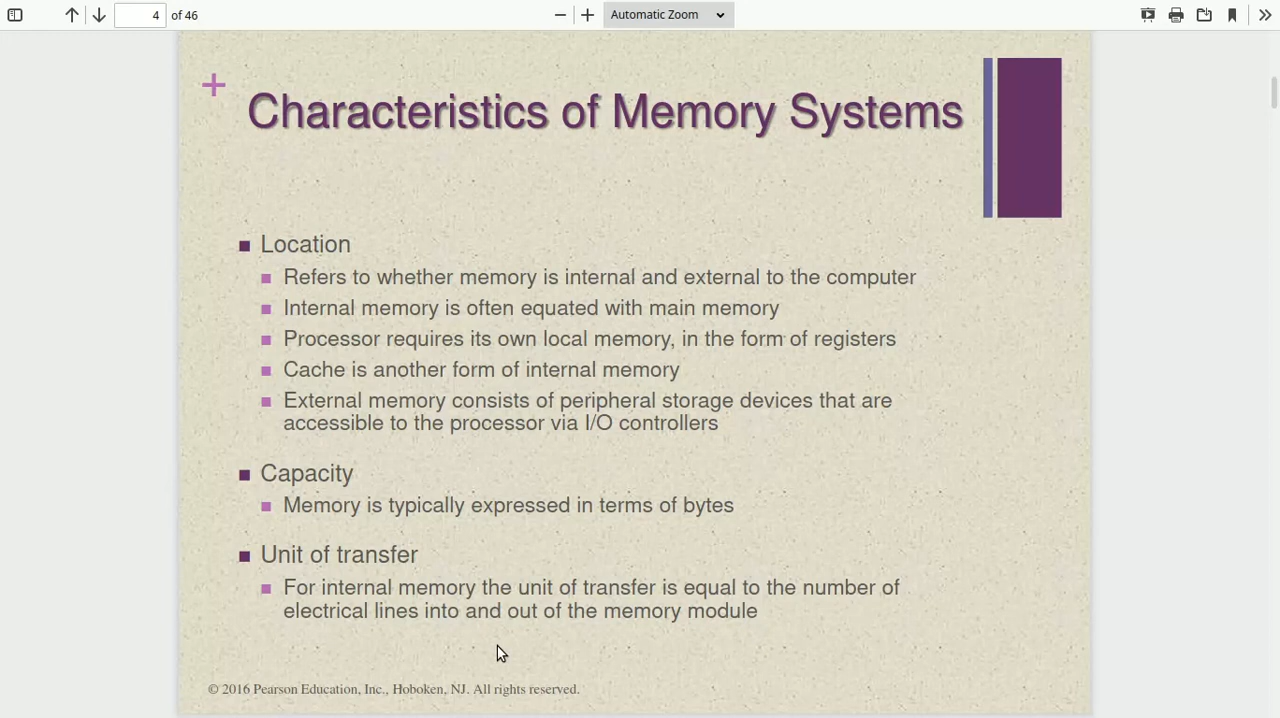 4 of 46
Automatic Zoom
Characteristics of Memory Systems
Location
Refers to whether memory is internal and external to the computer
Internal memory is often equated with main memory
Processor requires its own local memory, in the form of registers
Cache is another form of internal memory
External memory consists of peripheral storage devices that are
accessible to the processor via I/O controllers
Capacity
Memory is typically expressed in terms of bytes
Unit of transfer
For internal memory the unit of transfer is equal to the number of
electrical lines into and out of the memory module
© 2016 Pearson Education, Inc., Hoboken, NJ. All rights reserved.